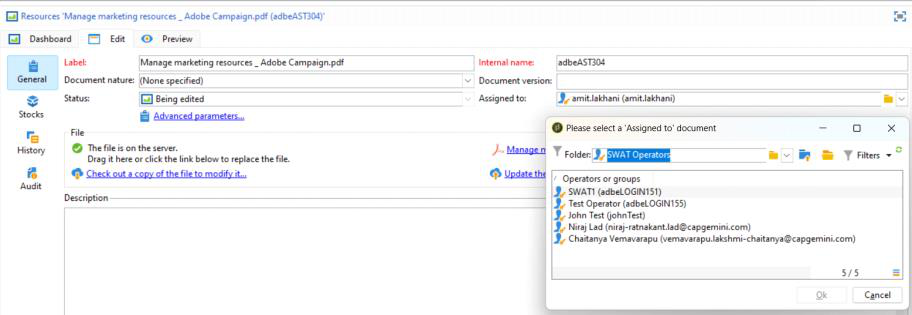 Resources 'Manage marketing resources _ Adobe Campaign.pdf (adbeAST304)'
Dashboard Edit Preview
General
Stocks
History
Audit
Label: Manage marketing resources _ Adobe Campaign.pdf Internal name: adbeAST304
Document nature: (None specified) Document version:
Status: Being edited Assigned to: amit.lakhani (amit.lakhani)
Advanced parameters...
File
The file is on the server.
Drag it here or click the link below to replace the file.
Check out a copy of the file to modify it...
Manage
Update the
Description
Please select a 'Assigned to' document
Folder: SWAT Operators Filters
Operators or groups
SWAT1 (adbeLOGIN151)
Test Operator (adbeLOGIN155)
John Test (johnTest)
Niraj Lad (niraj-ratnakant.lad@capgemini.com)
Chaitanya Vemavarapu (vemavarapu.lakshmi-chaitanya@capgemini.com)
5 / 5
Ok Cancel